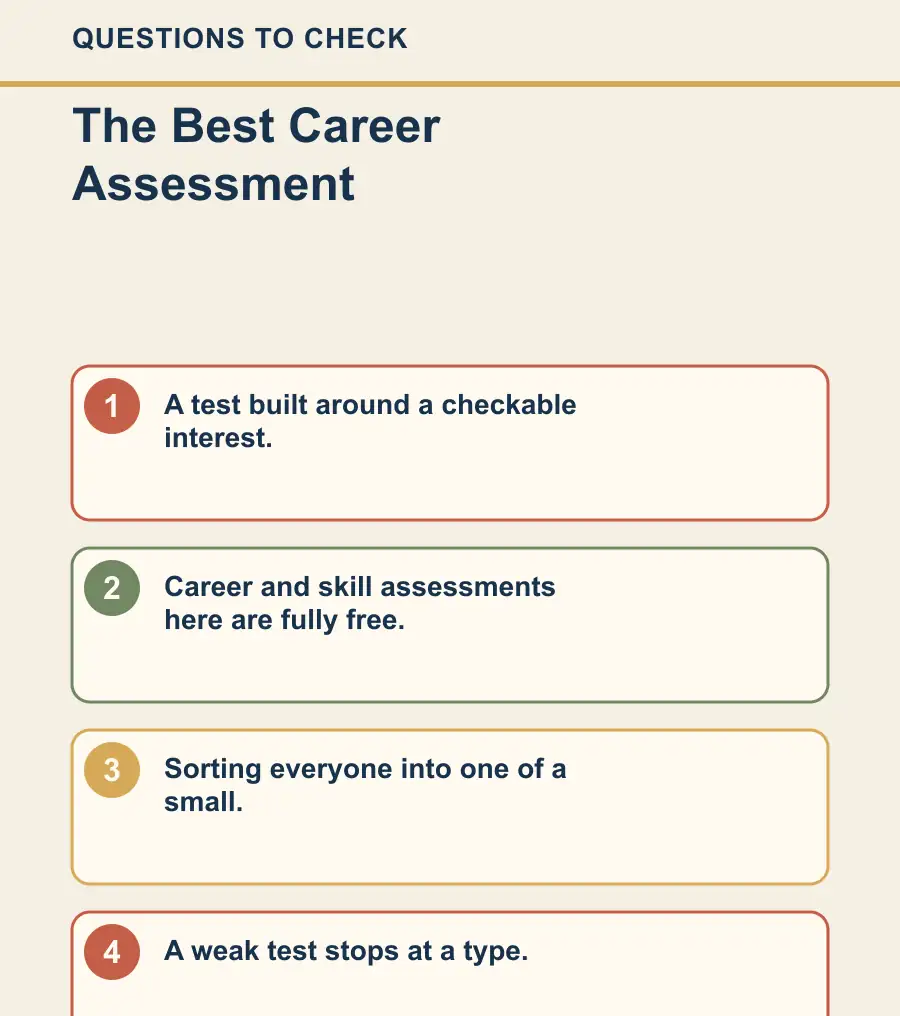 QUESTIONS TO CHECK
The Best Career
Assessment
1
A test built around a checkable
interest.
2
Career and skill assessments
here are fully free.
3
Sorting everyone into one of a
small.
4
A weak test stops at a type.